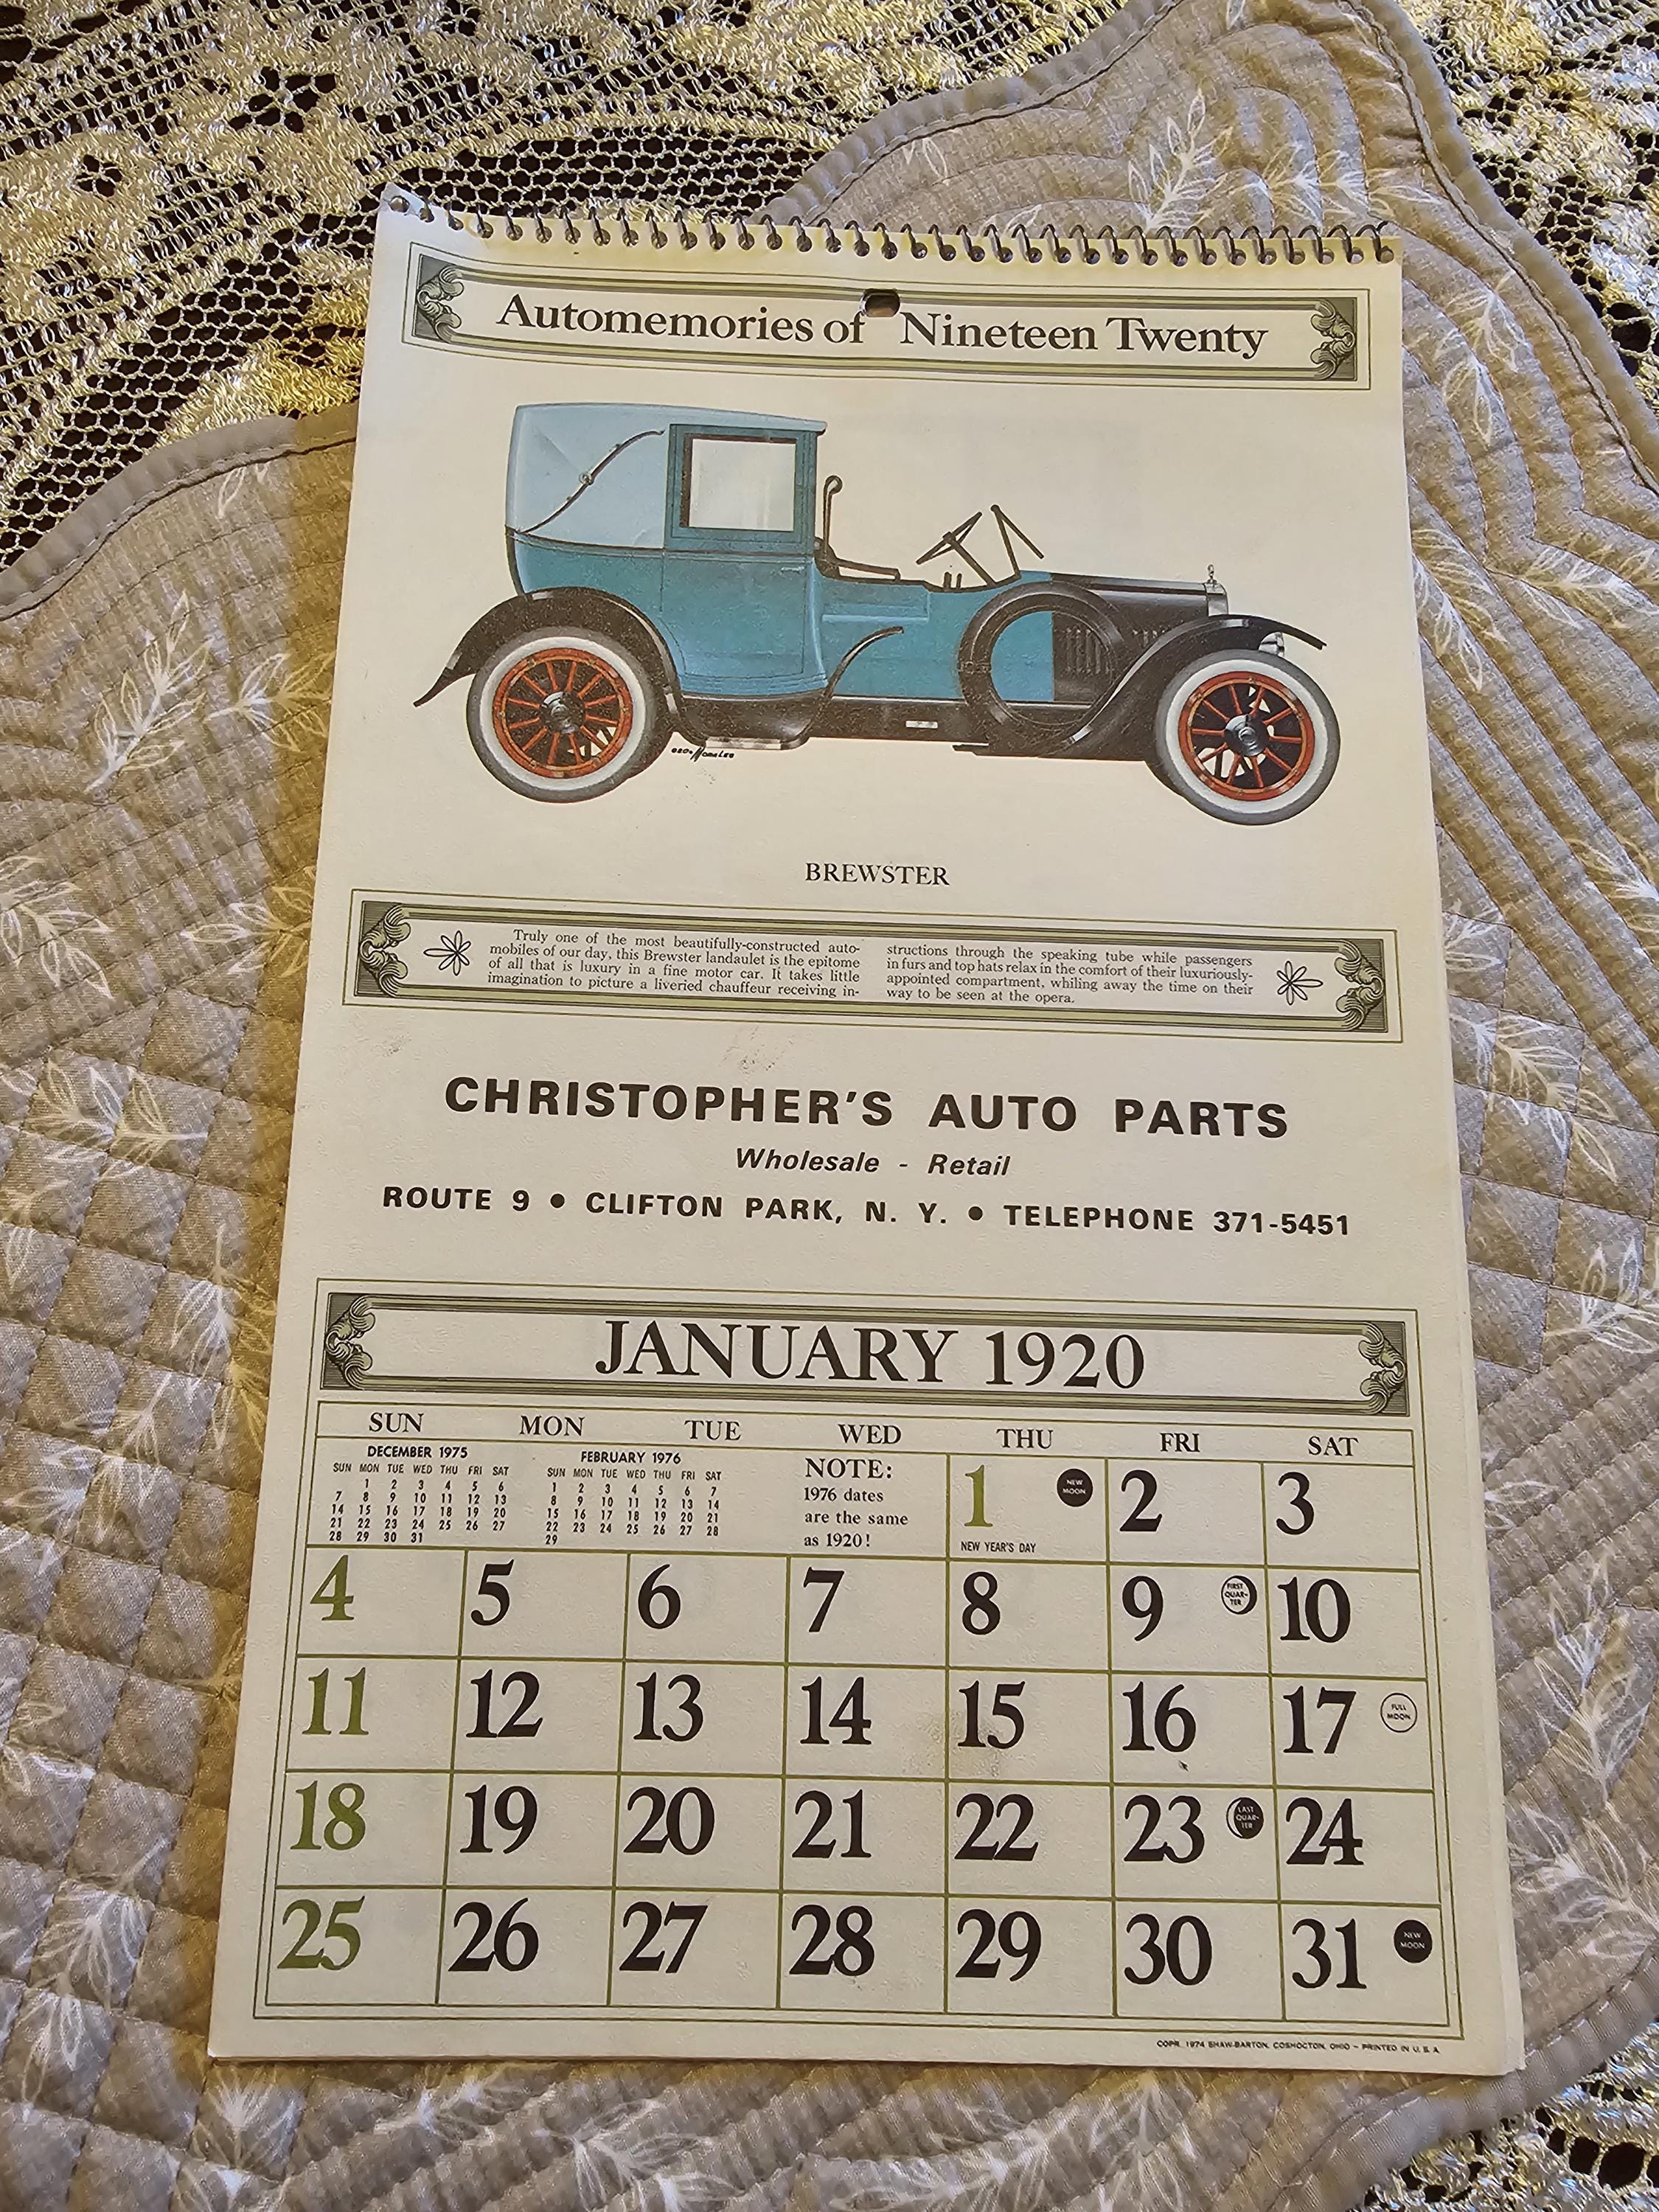 Automemories of Nineteen Twenty
BREWSTER
Truly one of the most beautifully-constructed auto-
mobiles of our day, this Brewster landaulet is the epitome
of all that is luxury in a fine motor car. It takes little
imagination to picture a liveried chauffeur receiving in-
structions through the speaking tube while passengers
in furs and top hats relax in the comfort of their luxuriously-
appointed compartment, whiling away the time on their
way to be seen at the opera.
CHRISTOPHER'S AUTO PARTS
Wholesale - Retail
ROUTE 9 • CLIFTON PARK, N. Y. • TELEPHONE 371-5451
JANUARY 1920
SUN MON TUE WED THU FRI SAT
DECEMBER 1975
SUN MON TUE WED THU FRI SAT
1 2 3 4 5 6
7 8 9 10 11 12 13
14 15 16 17 18 19 20
21 22 23 24 25 26 27
28 29 30 31
FEBRUARY 1976
SUN MON TUE WED THU FRI SAT
1 2 3 4 5 6 7
8 9 10 11 12 13 14
15 16 17 18 19 20 21
22 23 24 25 26 27 28
29
NOTE:
1976 dates
are the same
as 1920!
1 NEW MOON 2 3
NEW YEAR'S DAY
4 5 6 7 8 9 FIRST QUAR-TER 10
11 12 13 14 15 16 17 FULL MOON
18 19 20 21 22 23 LAST QUAR-TER 24
25 26 27 28 29 30 31 NEW MOON
COPR. 1974 SHAW-BARTON, COSHOCTON, OHIO – PRINTED IN U. S. A.